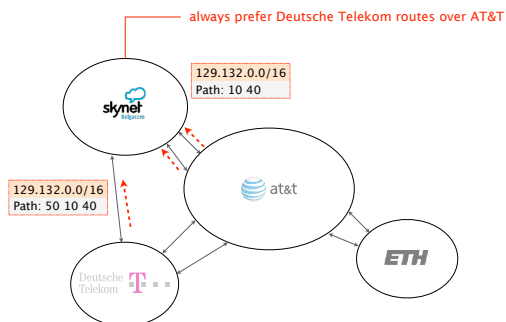 always prefer Deutsche Telekom routes over AT&T
129.132.0.0/16
Path: 10 40
skynet
Belgacom
at&t
129.132.0.0/16
Path: 50 10 40
ETH
Deutsche
Telekom T